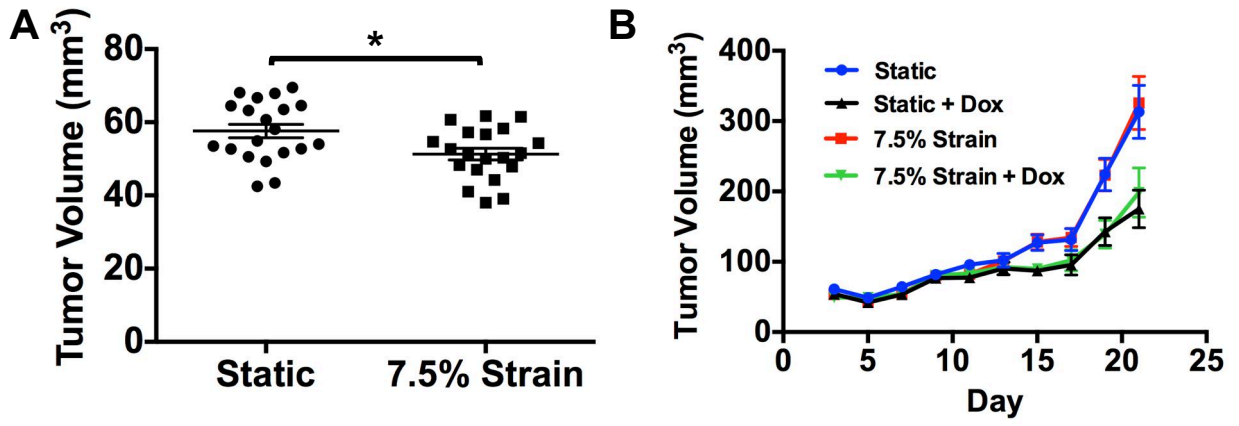 A
Tumor Volume (mm³)
80
60
40
20
0
*
Static
7.5% Strain
B
Tumor Volume (mm³)
400
300
200
100
0
Static
Static + Dox
7.5% Strain
7.5% Strain + Dox
0 5 10 15 20 25
Day